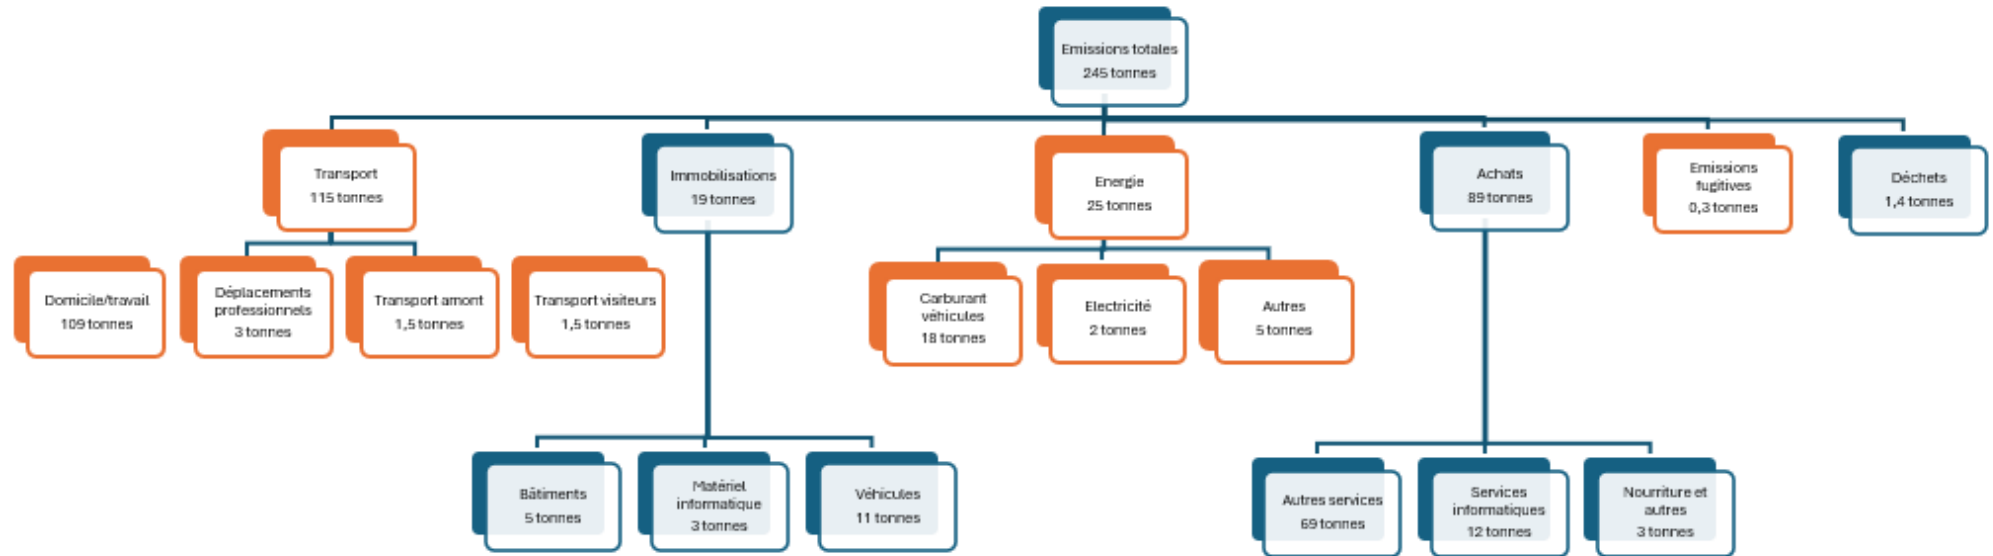 Emissions totales
245 tonnes
Transport
115 tonnes
Immobilisations
19 tonnes
Energie
25 tonnes
Achats
89 tonnes
Emissions
fugitives
0,3 tonnes
Déchets
1,4 tonnes
Domicile/travail
109 tonnes
Déplacements
professionnels
3 tonnes
Transport amont
1,5 tonnes
Transport visiteurs
1,5 tonnes
Carburant
véhicules
18 tonnes
Electricité
2 tonnes
Autres
5 tonnes
Bâtiments
5 tonnes
Matériel
informatique
3 tonnes
Véhicules
11 tonnes
Autres services
69 tonnes
Services
informatiques
12 tonnes
Nourriture et
autres
3 tonnes